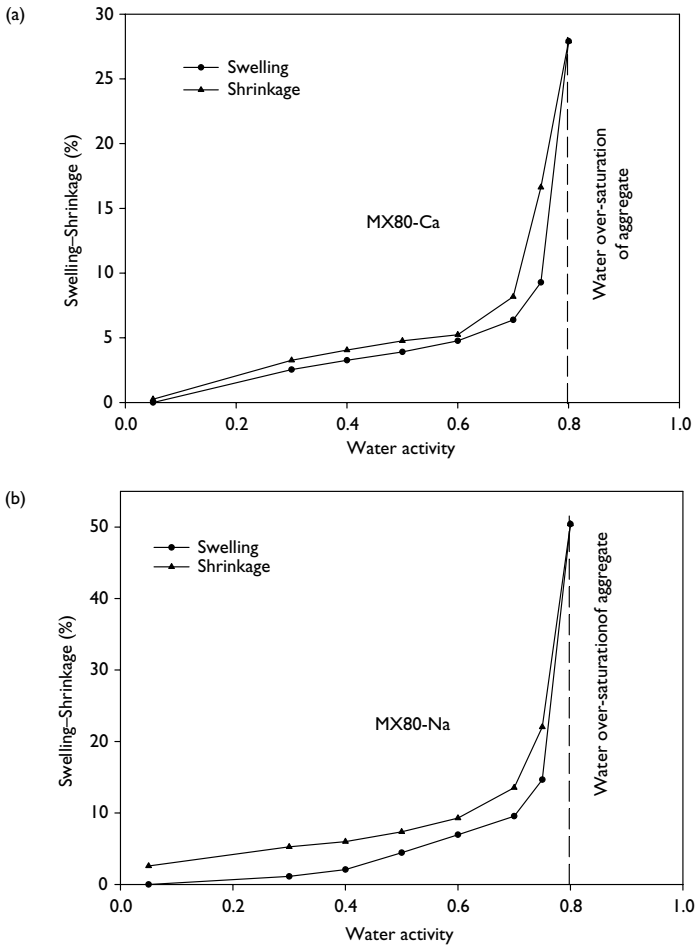 (a)
30
25
20
15
10
5
0
Swelling–Shrinkage (%)
Swelling
Shrinkage
MX80-Ca
Water over-saturation
of aggregate
0.0 0.2 0.4 0.6 0.8 1.0
Water activity
(b)
50
40
30
20
10
0
Swelling–Shrinkage (%)
Swelling
Shrinkage
MX80-Na
Water over-saturationof aggregate
0.0 0.2 0.4 0.6 0.8 1.0
Water activity